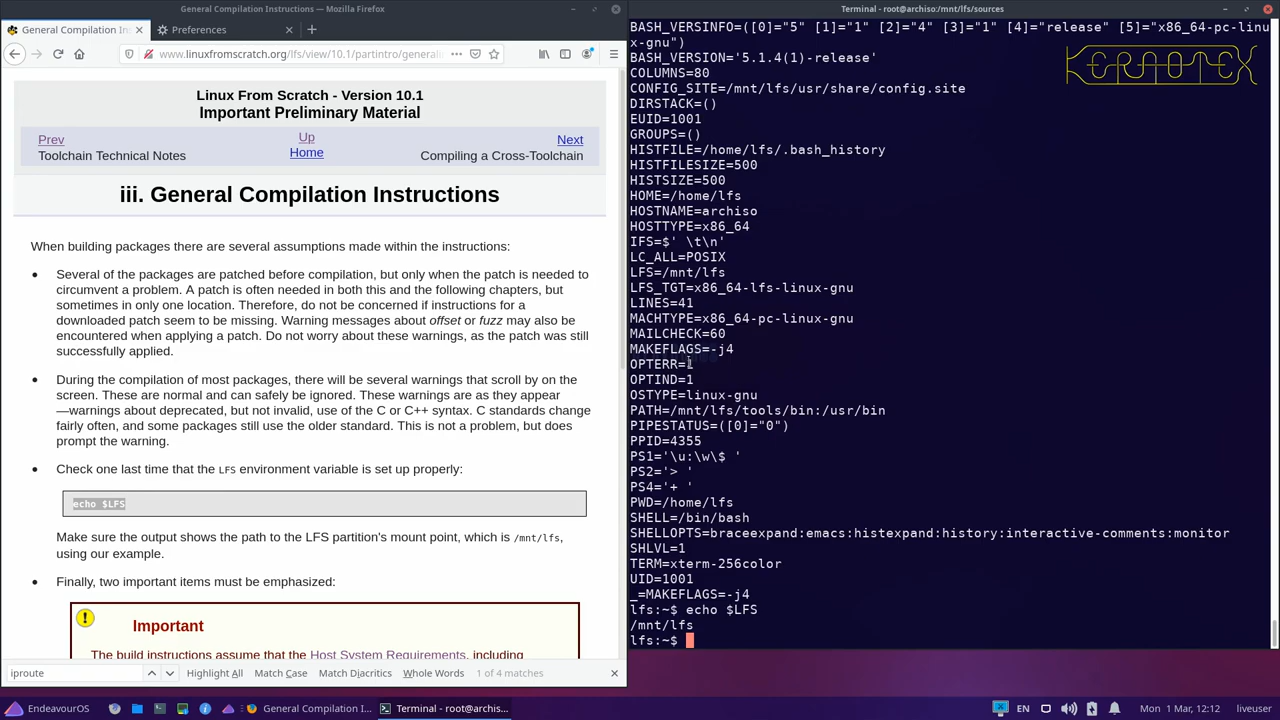 General Compilation Instructions — Mozilla Firefox
General Compilation Inst
Preferences
www.linuxfromscratch.org/lfs/view/10.1/partintro/genera
Linux From Scratch - Version 10.1
Important Preliminary Material
Prev
Up
Next
Toolchain Technical Notes
Home
Compiling a Cross-Toolchain
iii. General Compilation Instructions
When building packages there are several assumptions made within the instructions:
Several of the packages are patched before compilation, but only when the patch is needed to
circumvent a problem. A patch is often needed in both this and the following chapters, but
sometimes in only one location. Therefore, do not be concerned if instructions for a
downloaded patch seem to be missing. Warning messages about offset or fuzz may also be
encountered when applying a patch. Do not worry about these warnings, as the patch was still
successfully applied.
During the compilation of most packages, there will be several warnings that scroll by on the
screen. These are normal and can safely be ignored. These warnings are as they appear
—warnings about deprecated, but not invalid, use of the C or C++ syntax. C standards change
fairly often, and some packages still use the older standard. This is not a problem, but does
prompt the warning.
Check one last time that the LFS environment variable is set up properly:
echo $LFS
Make sure the output shows the path to the LFS partition's mount point, which is /mnt/lfs,
using our example.
Finally, two important items must be emphasized:
Important
The build instructions assume that the Host System Requirements, including
iproute
Highlight All
Match Case
Match Diacritics
Whole Words
1 of 4 matches
Terminal - root@archiso:/mnt/lfs/sources
BASH_VERSINFO=([0]="5" [1]="1" [2]="4" [3]="1" [4]="release" [5]="x86_64-pc-linu
x-gnu")
BASH_VERSION='5.1.4(1)-release'
COLUMNS=80
CONFIG_SITE=/mnt/lfs/usr/share/config.site
DIRSTACK=()
EUID=1001
GROUPS=()
HISTFILE=/home/lfs/.bash_history
HISTFILESIZE=500
HISTSIZE=500
HOME=/home/lfs
HOSTNAME=archiso
HOSTTYPE=x86_64
IFS=$' \t\n'
LC_ALL=POSIX
LFS=/mnt/lfs
LFS_TGT=x86_64-lfs-linux-gnu
LINES=41
MACHTYPE=x86_64-pc-linux-gnu
MAILCHECK=60
MAKEFLAGS=-j4
OPTERR=1
OPTIND=1
OSTYPE=linux-gnu
PATH=/mnt/lfs/tools/bin:/usr/bin
PIPESTATUS=([0]="0")
PPID=4355
PS1='\u:\w\$ '
PS2='> '
PS4='+ '
PWD=/home/lfs
SHELL=/bin/bash
SHELLOPTS=braceexpand:emacs:histexpand:history:interactive-comments:monitor
SHLVL=1
TERM=xterm-256color
UID=1001
_=MAKEFLAGS=-j4
lfs:~$ echo $LFS
/mnt/lfs
lfs:~$
EndeavourOS
General Compilation I...
Terminal - root@archis...
EN
Mon 1 Mar, 12:12
liveuser